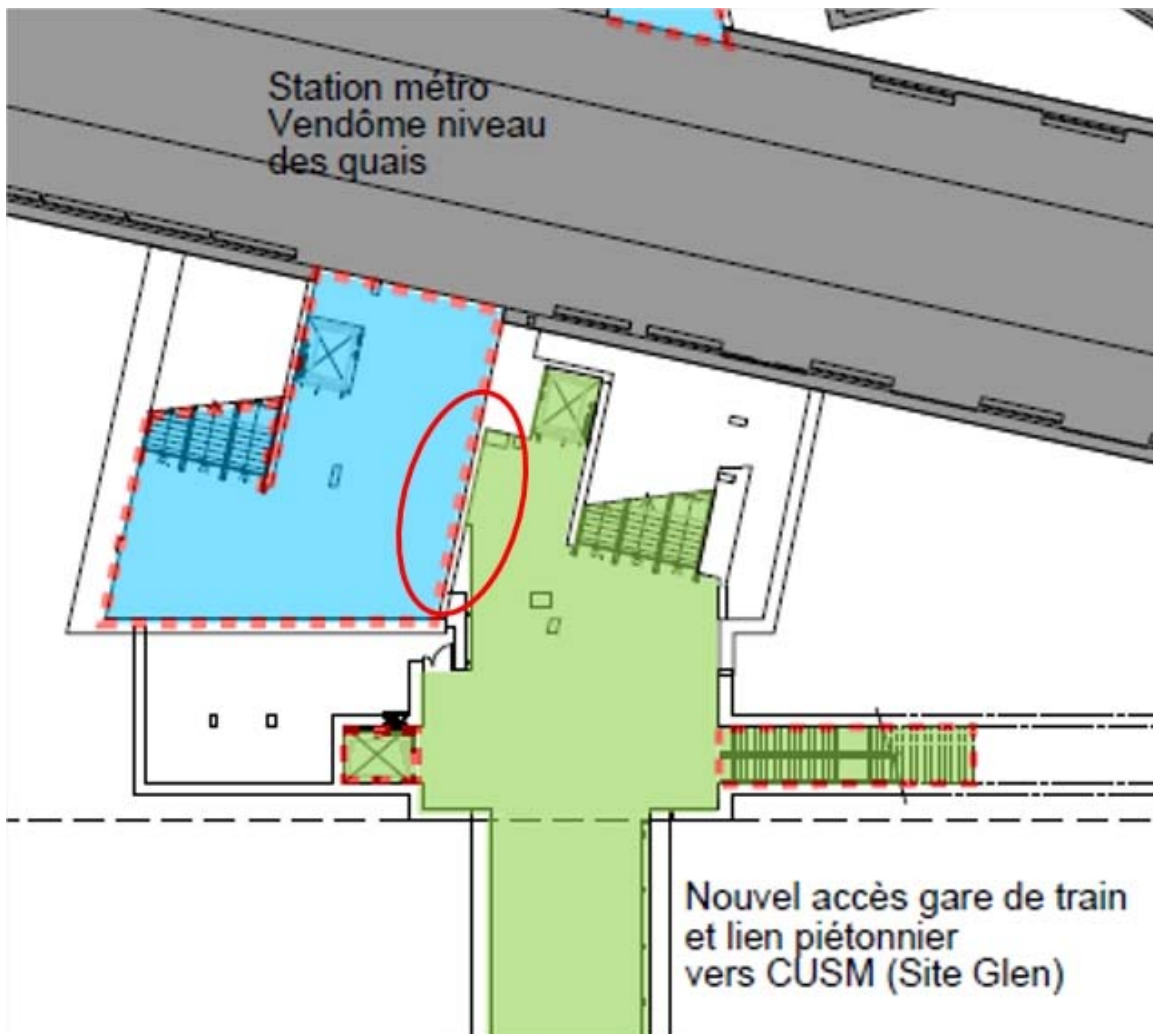 Station métro
Vendôme niveau
des quais
Nouvel accès gare de train
et lien piétonnier
vers CUSM (Site Glen)